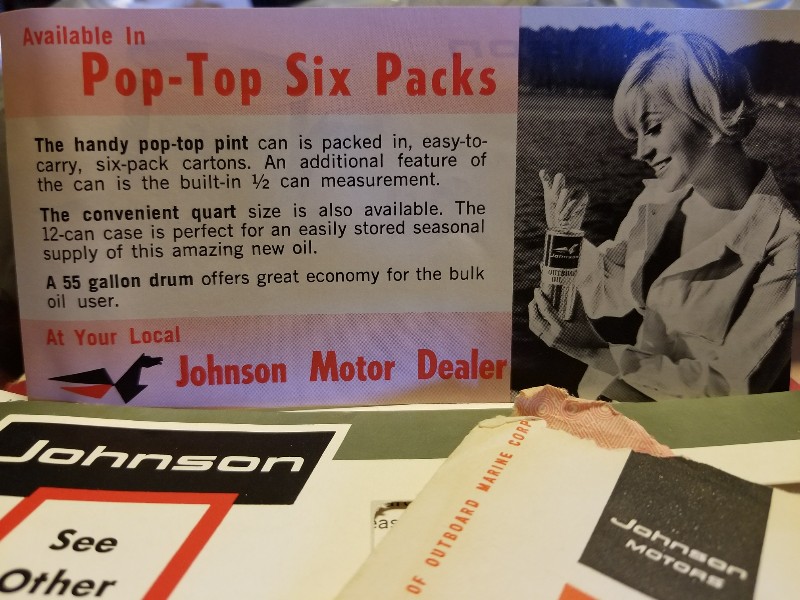 Available In
Pop-Top Six Packs
The handy pop-top pint can is packed in, easy-to-
carry, six-pack cartons. An additional feature of
the can is the built-in ½ can measurement.
The convenient quart size is also available. The
12-can case is perfect for an easily stored seasonal
supply of this amazing new oil.
A 55 gallon drum offers great economy for the bulk
oil user.
At Your Local
Johnson Motor Dealer
Johnson
OUTBOARD
OIL
Johnson
See
Other
eas
OF OUTBOARD MARINE CORP
Johnson
MOTORS